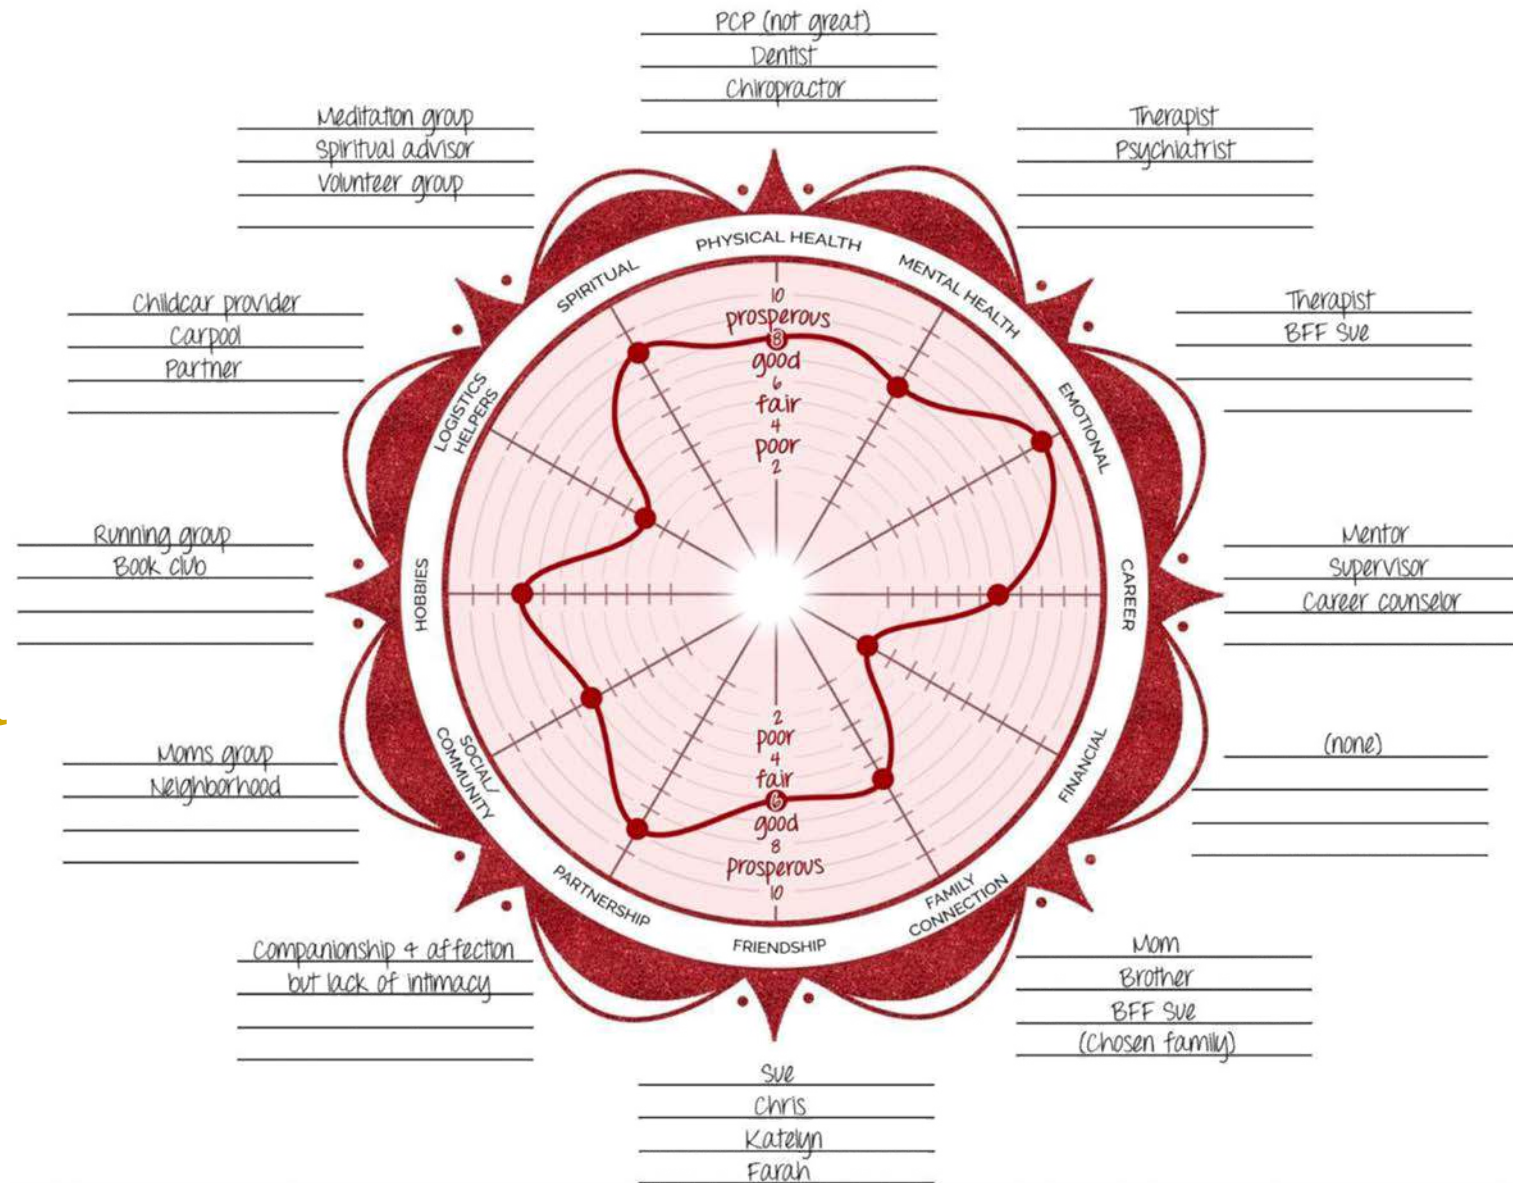 PCP (not great)
Dentist
Chiropractor
Meditation group
Spiritual advisor
Volunteer group
Therapist
Psychiatrist
Childcar provider
Carpool
Partner
Therapist
BFF Sue
PHYSICAL HEALTH
SPIRITUAL
MENTAL HEALTH
10
prosperous
8
good
6
fair
4
poor
2
LOGISTICS
HELPERS
EMOTIONAL
Running group
Book club
Mentor
Supervisor
Career counselor
HOBBIES
CAREER
Moms group
Neighborhood
(none)
SOCIAL/
COMMUNITY
FINANCIAL
2
poor
4
fair
6
good
8
prosperous
10
PARTNERSHIP
FRIENDSHIP
FAMILY
CONNECTION
Companionship & affection
but lack of intimacy
Mom
Brother
BFF Sue
(Chosen family)
Sue
Chris
Katelyn
Farah